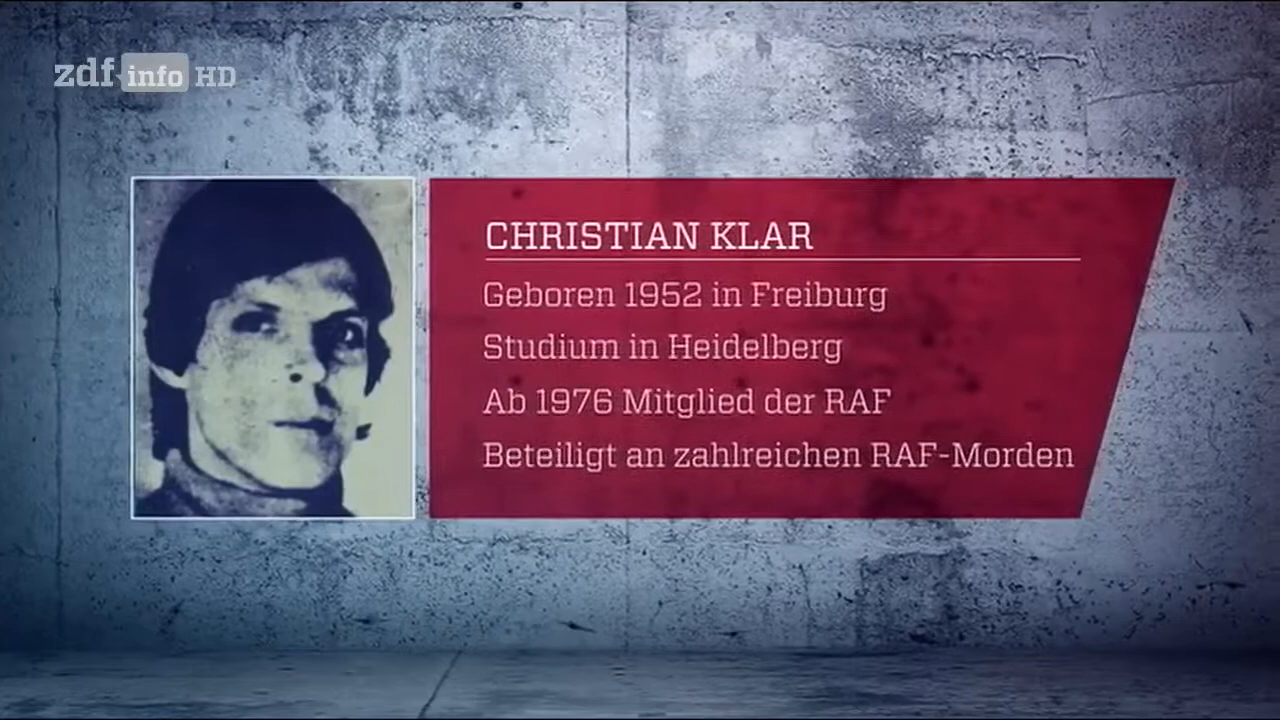 zdf info HD
CHRISTIAN KLAR
Geboren 1952 in Freiburg
Studium in Heidelberg
Ab 1976 Mitglied der RAF
Beteiligt an zahlreichen RAF-Morden